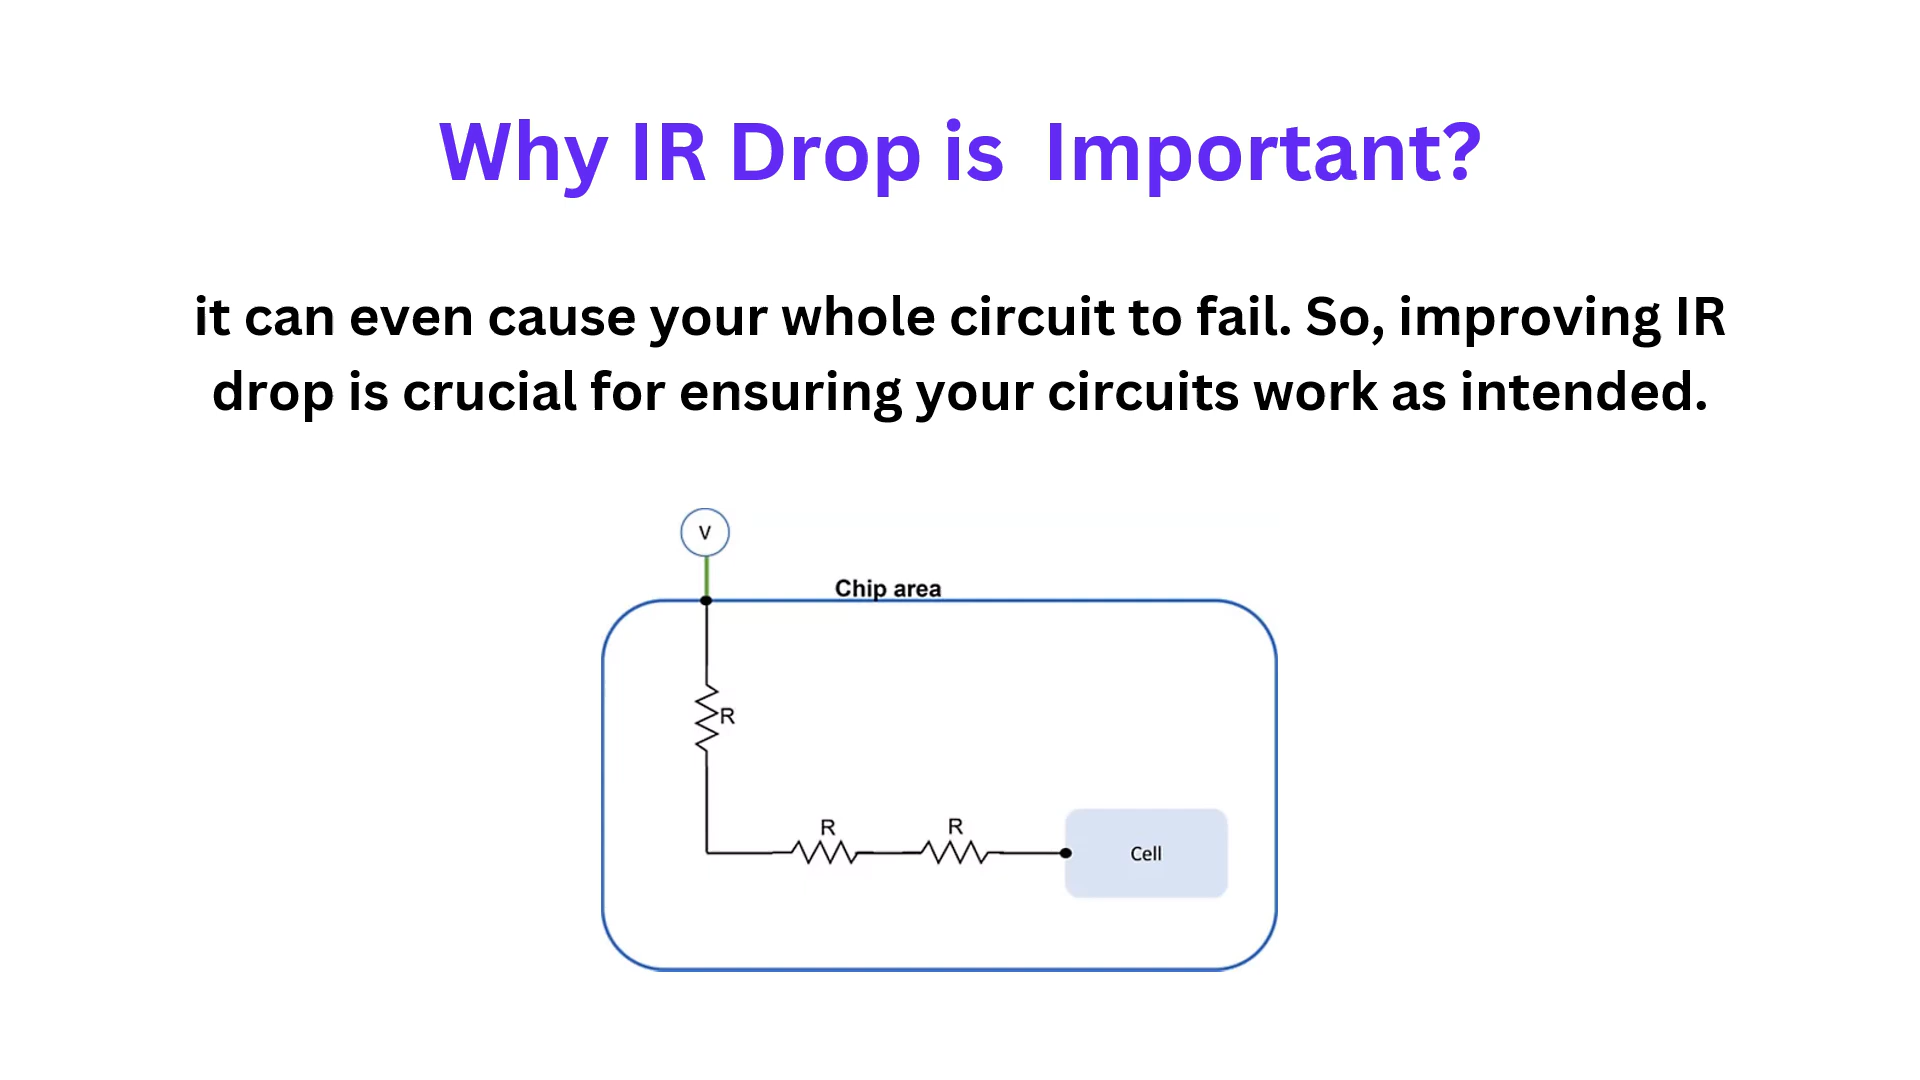 Why IR Drop is Important?
it can even cause your whole circuit to fail. So, improving IR
drop is crucial for ensuring your circuits work as intended.
V
Chip area
R
R
R
Cell